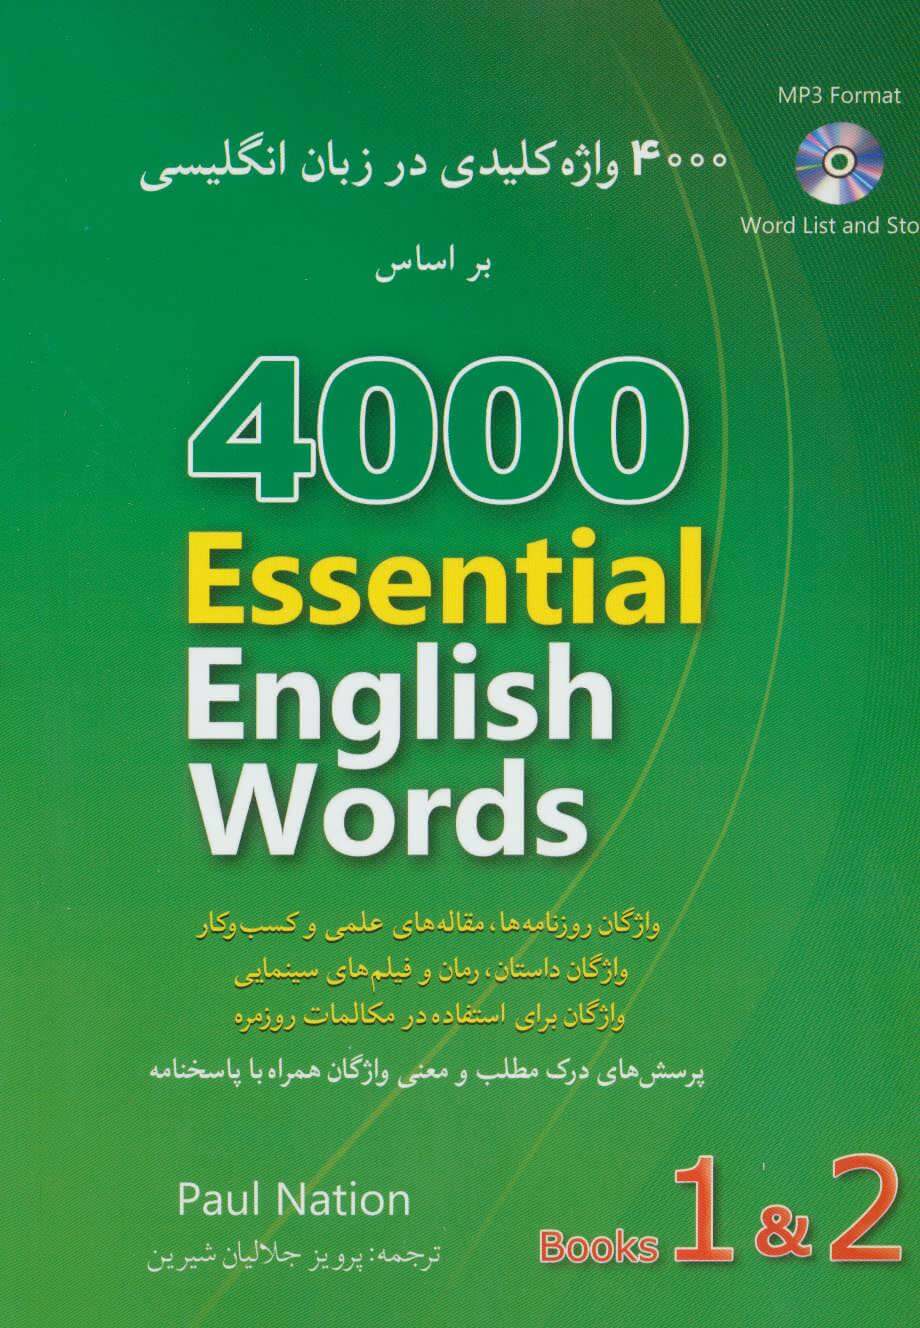 MP3 Format
Word List and Sto
۴۰۰۰ واژه کلیدی در زبان انگلیسی
بر اساس
4000
Essential
English
Words
واژگان روزنامه‌ها، مقاله‌های علمی و کسب‌وکار
واژگان داستان، رمان و فیلم‌های سینمایی
واژگان برای استفاده در مکالمات روزمره
پرسش‌های درک مطلب و معنی واژگان همراه با پاسخنامه
Paul Nation
ترجمه: پرویز جلالیان شیرین
Books 1 & 2